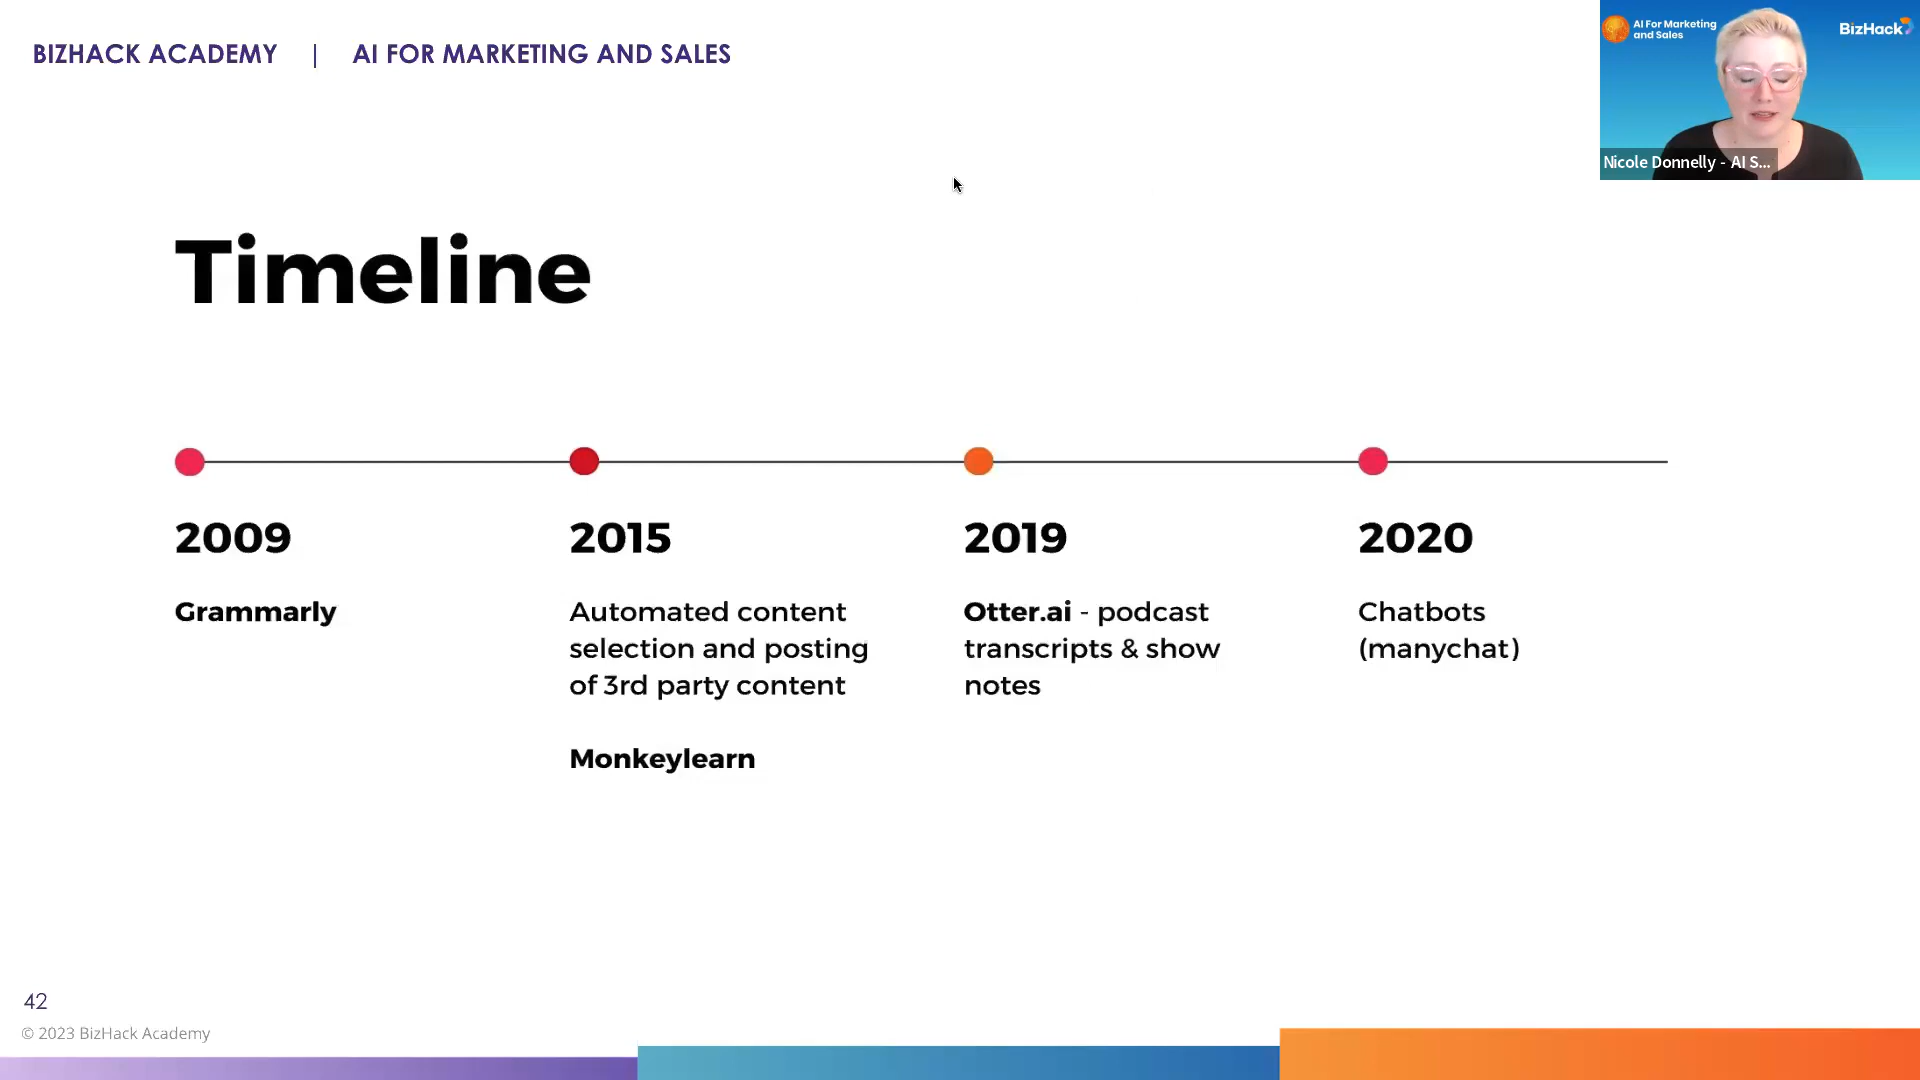 BIZHACK ACADEMY | AI FOR MARKETING AND SALES
AI For Marketing
and Sales
BizHack
Nicole Donnelly - AI S...
Timeline
2009
Grammarly
2015
Automated content
selection and posting
of 3rd party content
Monkeylearn
2019
Otter.ai - podcast
transcripts & show
notes
2020
Chatbots
(manychat)
42
© 2023 BizHack Academy